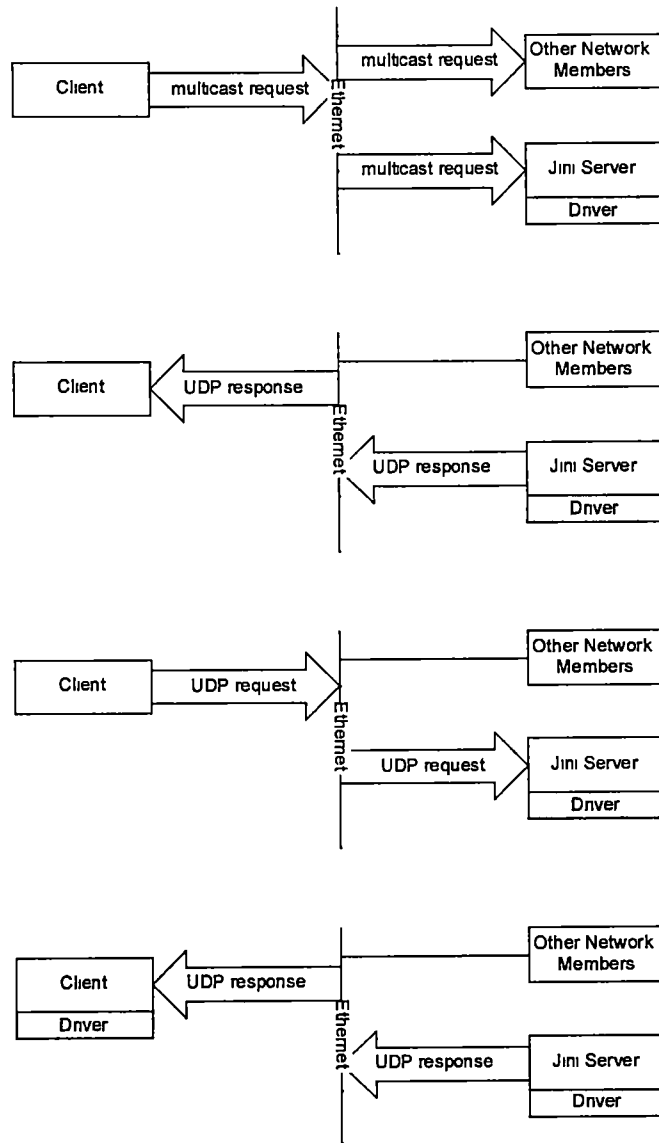 multicast request
Other Network
Members
Client
multicast request
Ethernet
multicast request
Jini Server
Driver
Other Network
Members
Client
UDP response
Ethernet
UDP response
Jini Server
Driver
Other Network
Members
Client
UDP request
Ethernet
UDP request
Jini Server
Driver
Other Network
Members
Client
UDP response
Driver
Ethernet
UDP response
Jini Server
Driver